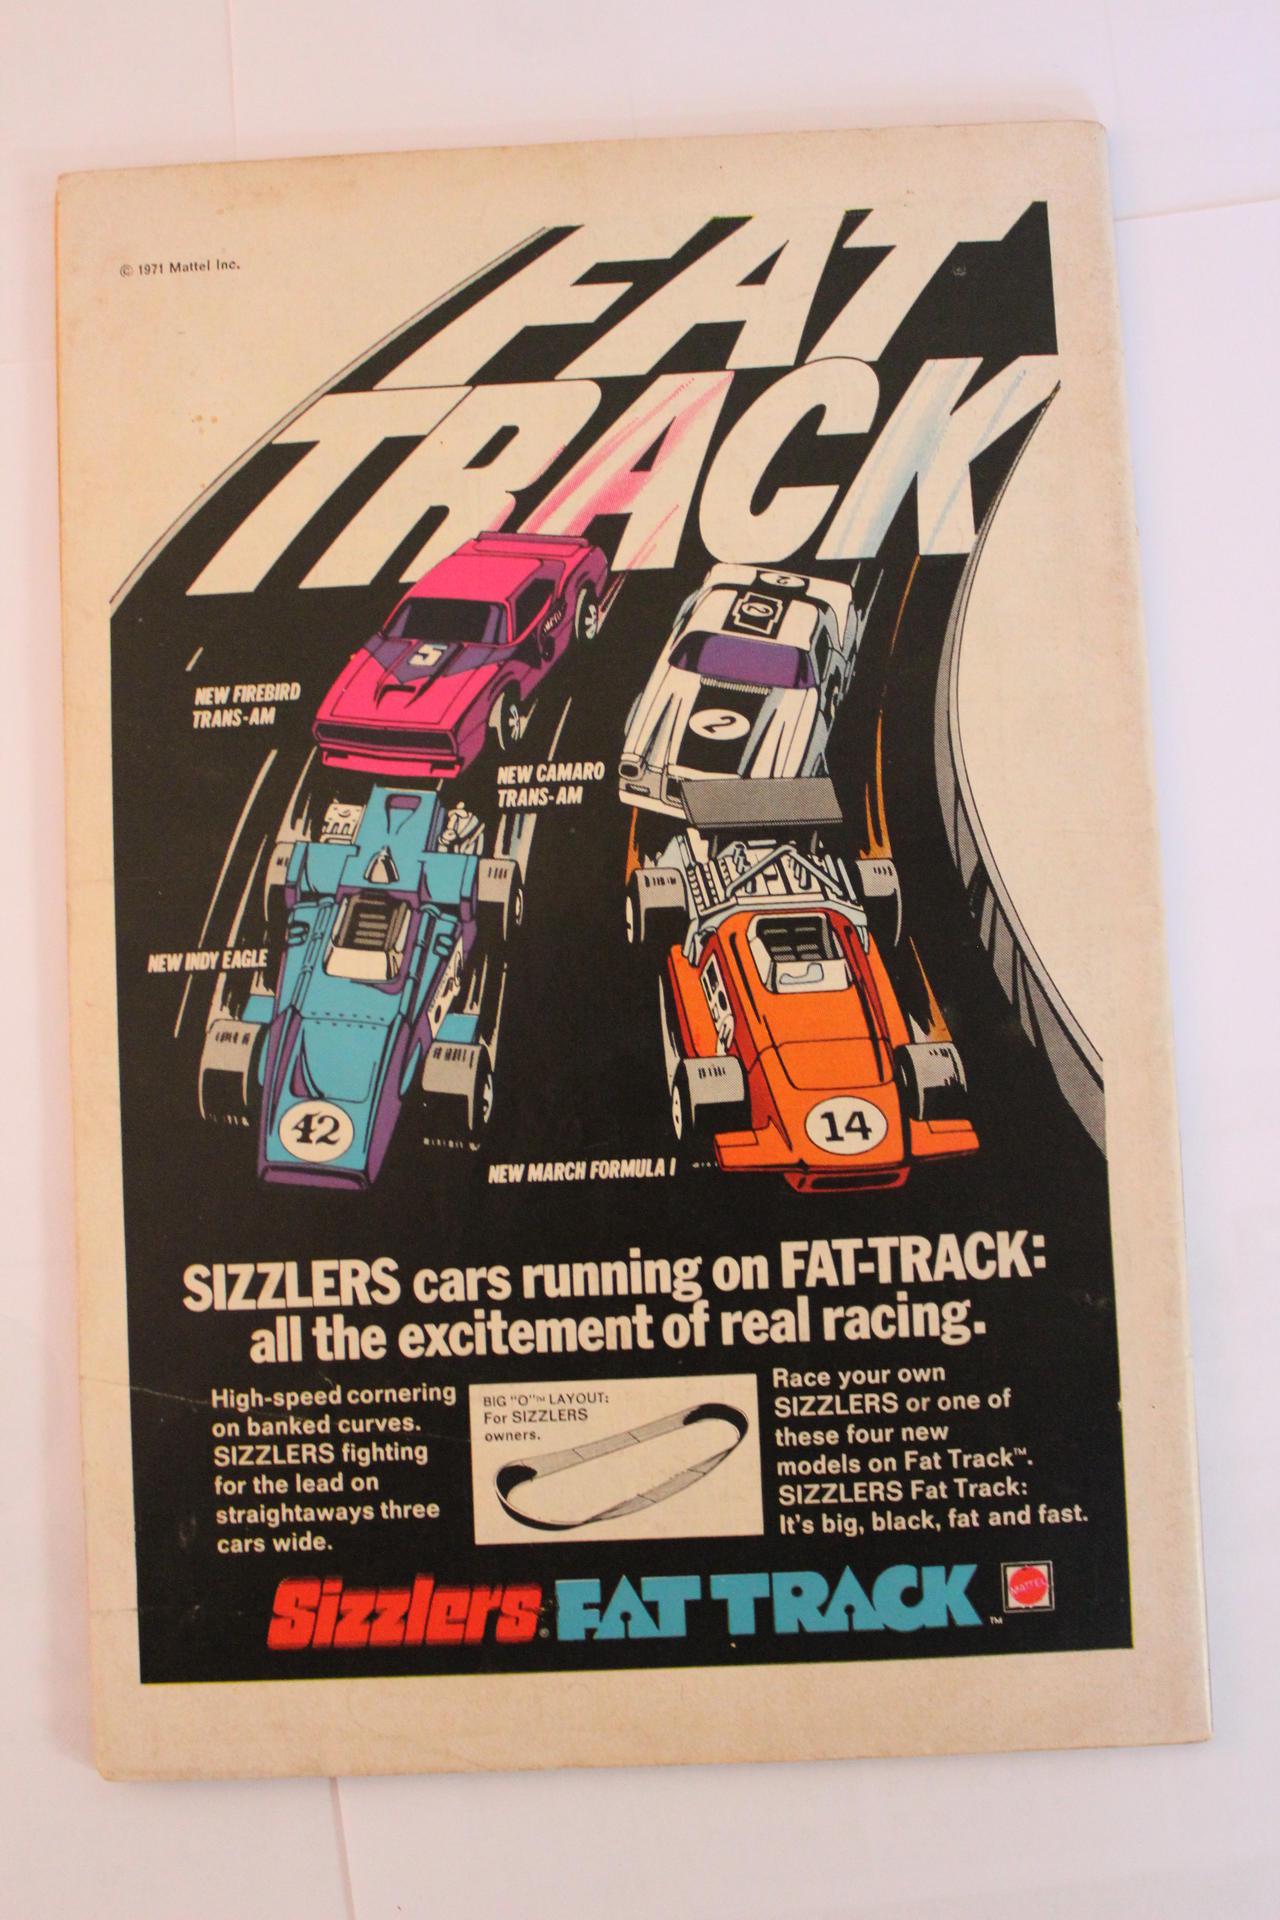 © 1971 Mattel Inc.
FAT
TRACK
5
2
2
2
NEW FIREBIRD
TRANS-AM
NEW CAMARO
TRANS-AM
NEW INDY EAGLE
42
14
NEW MARCH FORMULA I
SIZZLERS cars running on FAT-TRACK:
all the excitement of real racing.
High-speed cornering
on banked curves.
SIZZLERS fighting
for the lead on
straightaways three
cars wide.
BIG "O"™ LAYOUT:
For SIZZLERS
owners.
Race your own
SIZZLERS or one of
these four new
models on Fat Track™.
SIZZLERS Fat Track:
It's big, black, fat and fast.
Sizzlers® FAT TRACK™
MATTEL